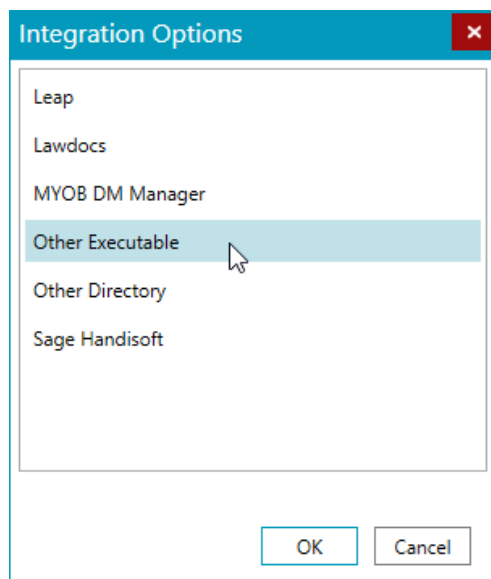 Integration Options
Leap
Lawdocs
MYOB DM Manager
Other Executable
Other Directory
Sage Handisoft
OK
Cancel